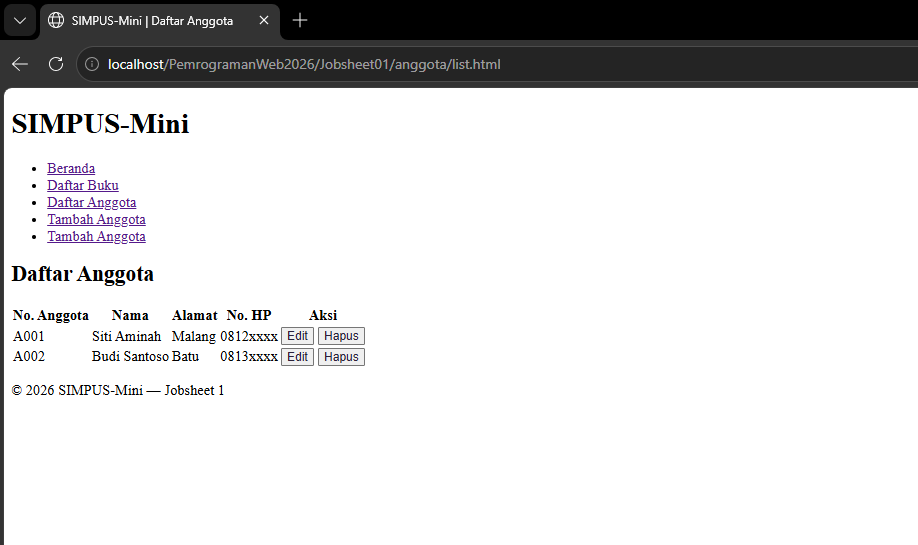 SIMPUS-Mini | Daftar Anggota
localhost/PemrogramanWeb2026/Jobsheet01/anggota/list.html
SIMPUS-Mini
Beranda
Daftar Buku
Daftar Anggota
Tambah Anggota
Tambah Anggota
Daftar Anggota
No. Anggota Nama Alamat No. HP Aksi
A001 Siti Aminah Malang 0812xxxx Edit Hapus
A002 Budi Santoso Batu 0813xxxx Edit Hapus
© 2026 SIMPUS-Mini — Jobsheet 1